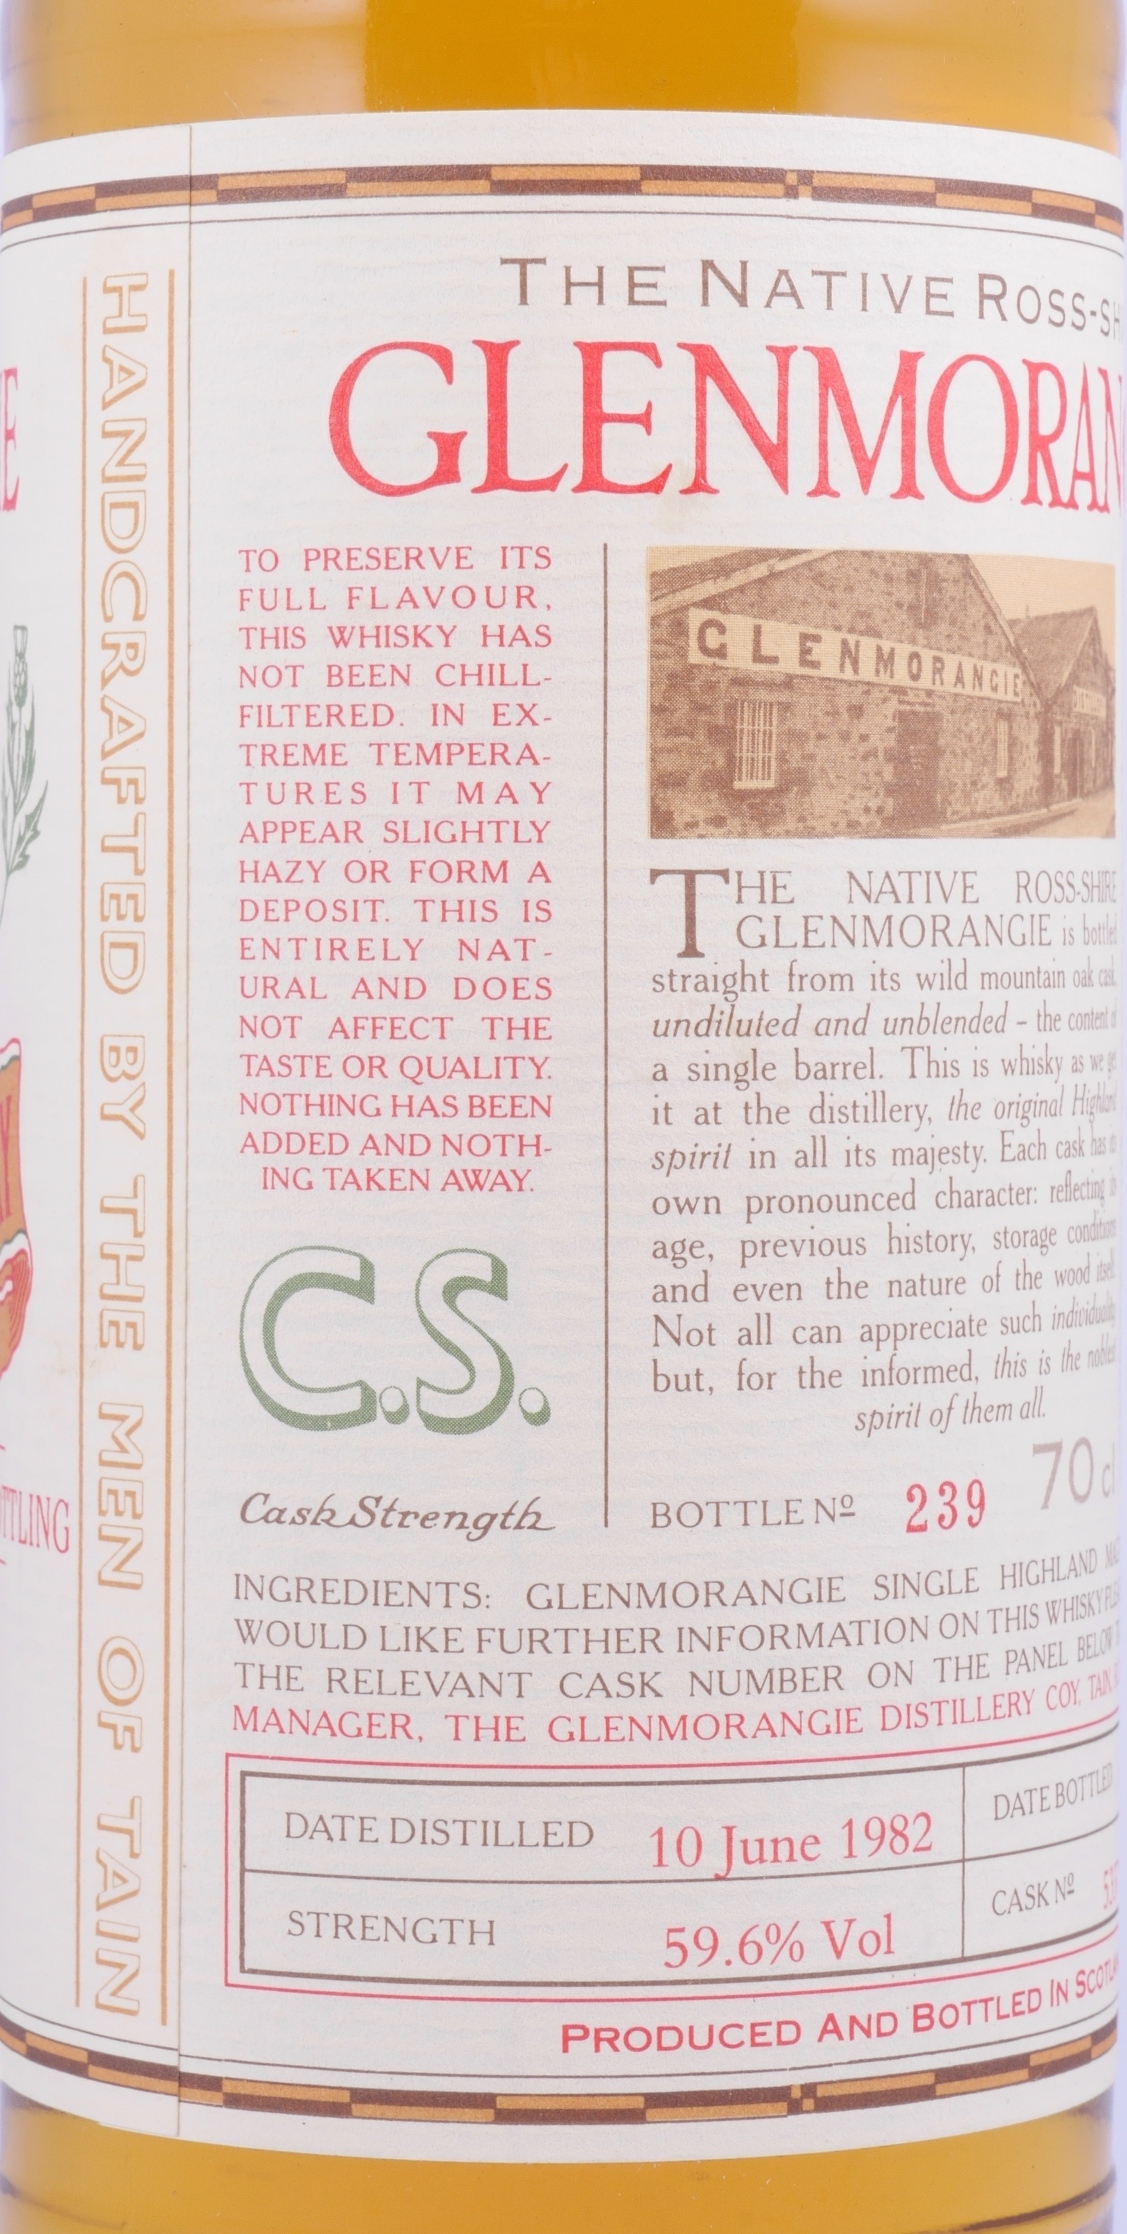 HANDCRAFTED BY THE MEN OF TAIN
THE NATIVE ROSS-SH
GLENMORAN
TO PRESERVE ITS
FULL FLAVOUR,
THIS WHISKY HAS
NOT BEEN CHILL-
FILTERED. IN EX-
TREME TEMPERA-
TURES IT MAY
APPEAR SLIGHTLY
HAZY OR FORM A
DEPOSIT. THIS IS
ENTIRELY NAT-
URAL AND DOES
NOT AFFECT THE
TASTE OR QUALITY.
NOTHING HAS BEEN
ADDED AND NOTH-
ING TAKEN AWAY.
C.S.
Cask Strength
GLENMORANGIE
THE NATIVE ROSS-SHIRE
GLENMORANGIE is bottled
straight from its wild mountain oak cask,
undiluted and unblended – the content of
a single barrel. This is whisky as we get
it at the distillery, the original Highland
spirit in all its majesty. Each cask has its
own pronounced character: reflecting its
age, previous history, storage conditions
and even the nature of the wood itself.
Not all can appreciate such individuality
but, for the informed, this is the noblest
spirit of them all.
BOTTLE Nº 239 70 cl
INGREDIENTS: GLENMORANGIE SINGLE HIGHLAND
WOULD LIKE FURTHER INFORMATION ON THIS WHISKY
THE RELEVANT CASK NUMBER ON THE PANEL BELOW
MANAGER, THE GLENMORANGIE DISTILLERY COY, TAIN
DATE DISTILLED 10 June 1982 DATE BOTTLED
STRENGTH 59.6% Vol CASK Nº
PRODUCED AND BOTTLED IN SCOTLA